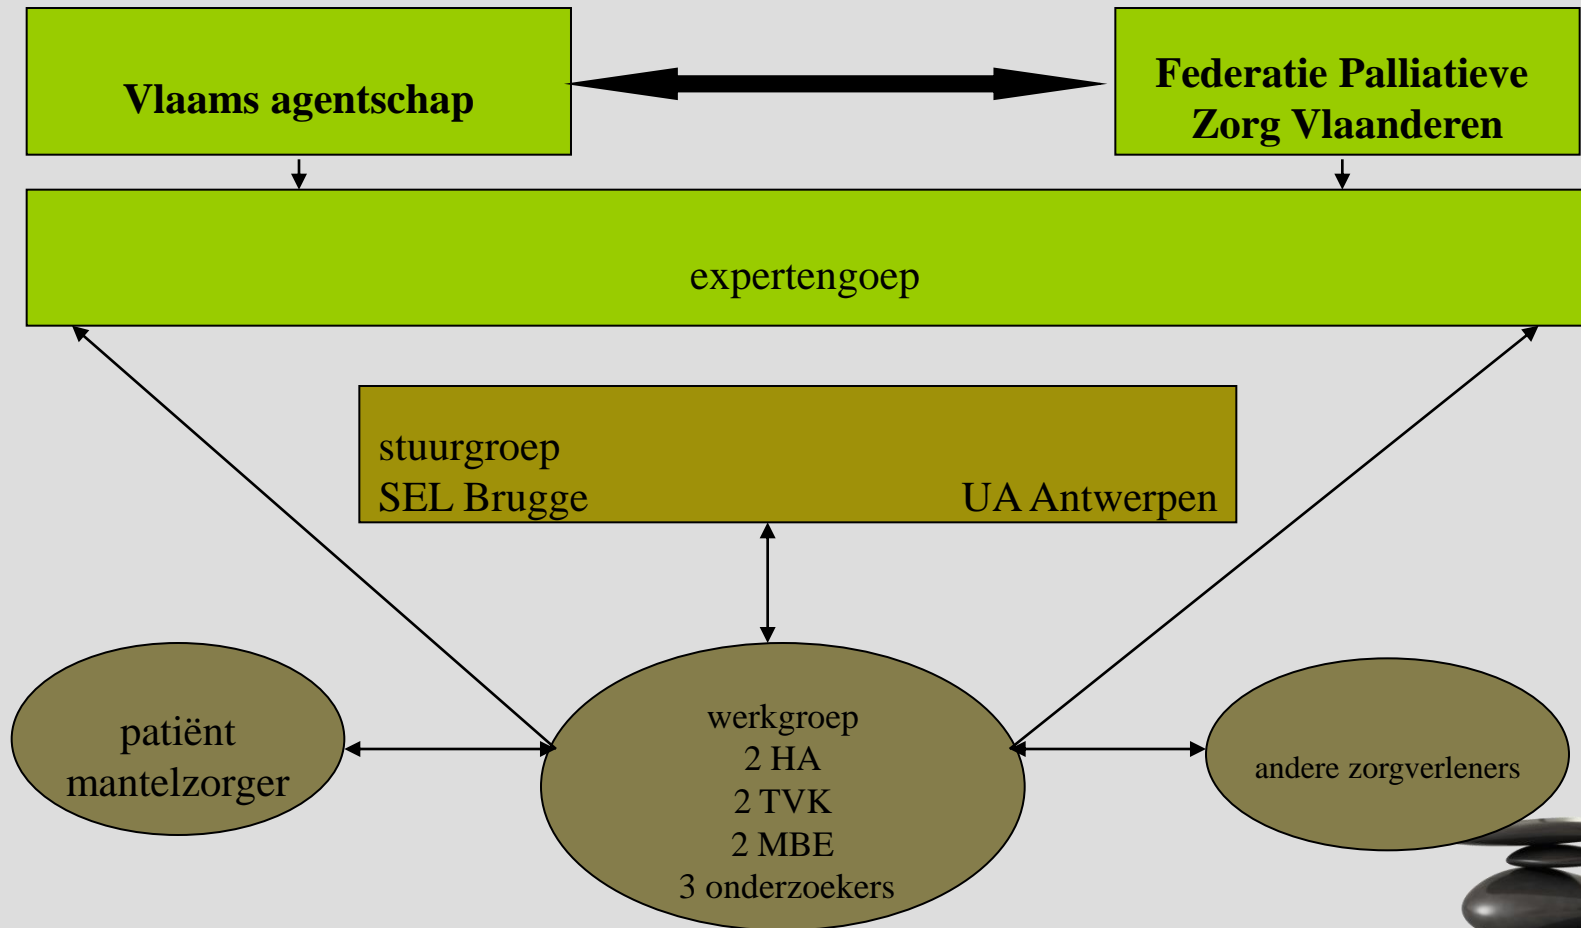 Vlaams agentschap
Federatie Palliatieve
Zorg Vlaanderen
expertengoep
stuurgroep
SEL Brugge UA Antwerpen
patiënt
mantelzorger
werkgroep
2 HA
2 TVK
2 MBE
3 onderzoekers
andere zorgverleners